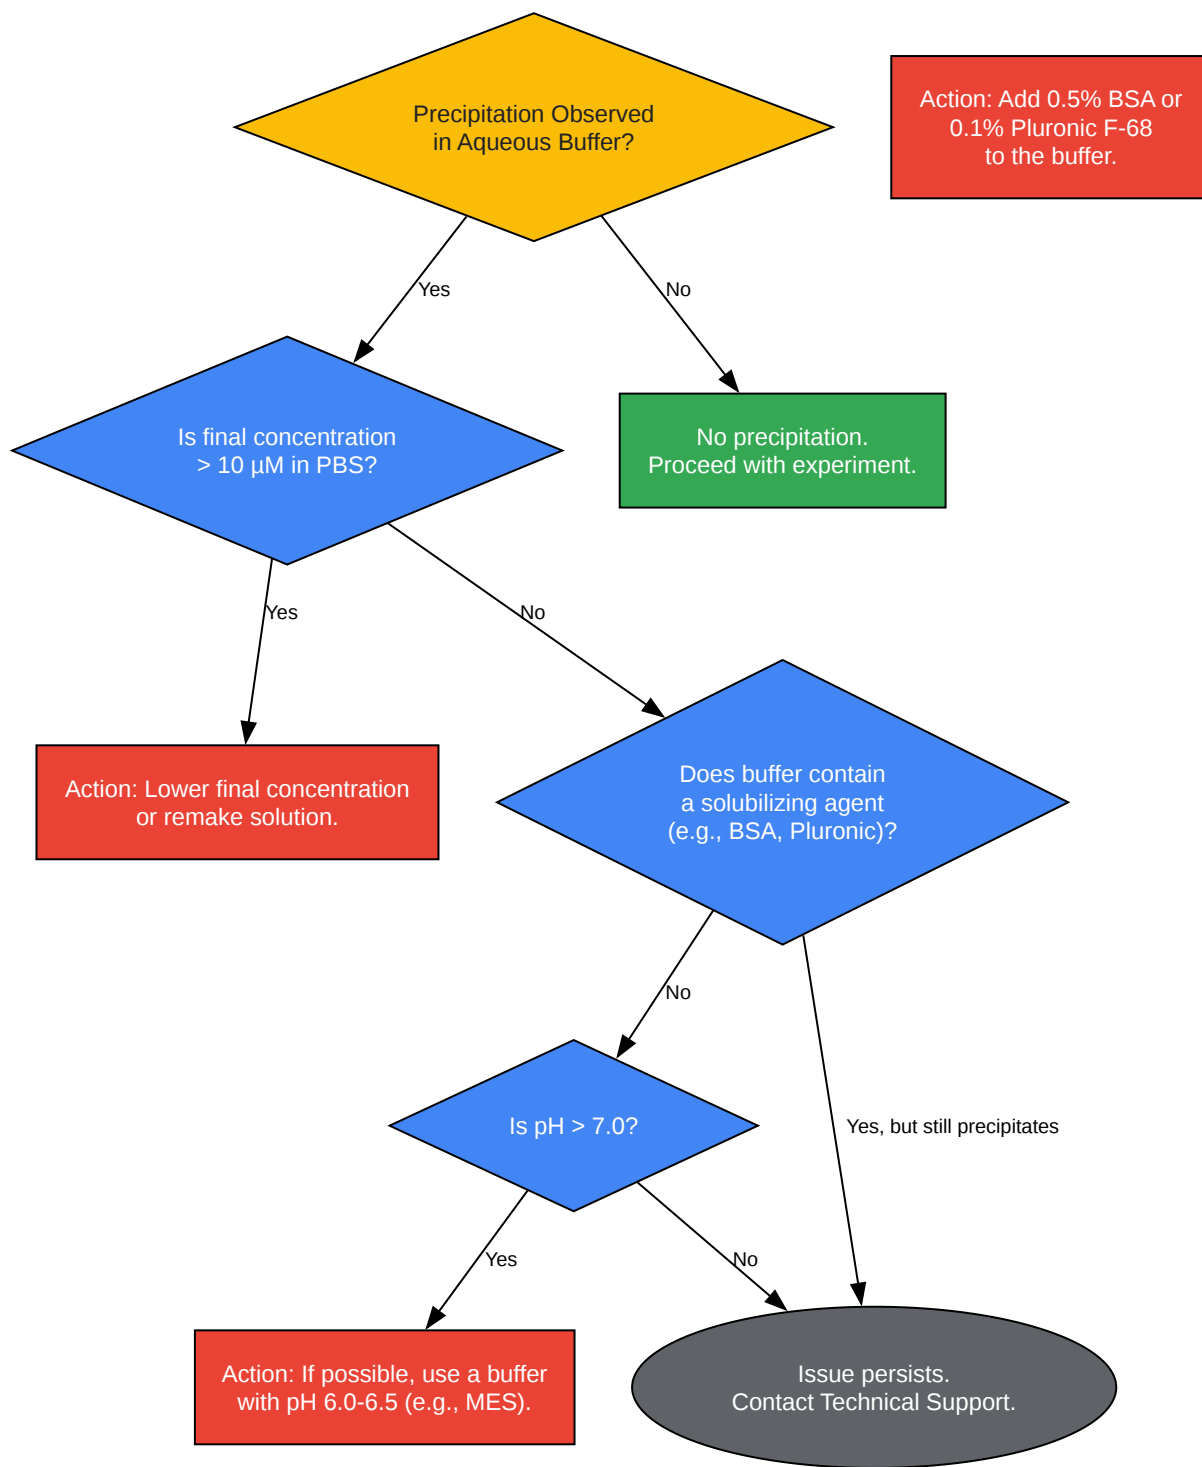 Precipitation Observed
in Aqueous Buffer?
Action: Add 0.5% BSA or
0.1% Pluronic F-68
to the buffer.
Yes
No
Is final concentration
> 10 µM in PBS?
No precipitation.
Proceed with experiment.
Yes
No
Action: Lower final concentration
or remake solution.
Does buffer contain
a solubilizing agent
(e.g., BSA, Pluronic)?
No
Yes, but still precipitates
Is pH > 7.0?
Yes
No
Action: If possible, use a buffer
with pH 6.0-6.5 (e.g., MES).
Issue persists.
Contact Technical Support.